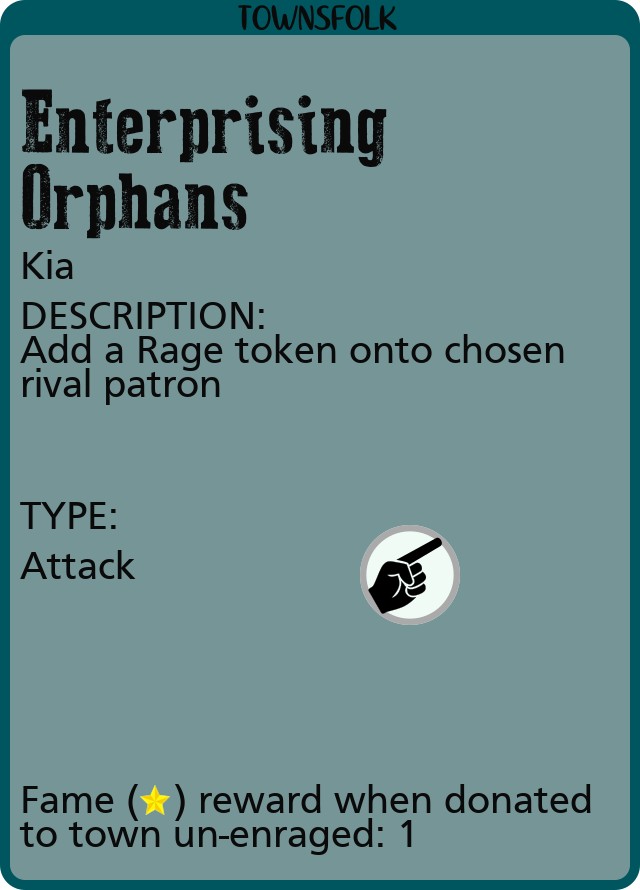 TOWNSFOLK
Enterprising
Orphans
Kia
DESCRIPTION:
Add a Rage token onto chosen
rival patron
TYPE:
Attack
Fame (⭐) reward when donated
to town un-enraged: 1